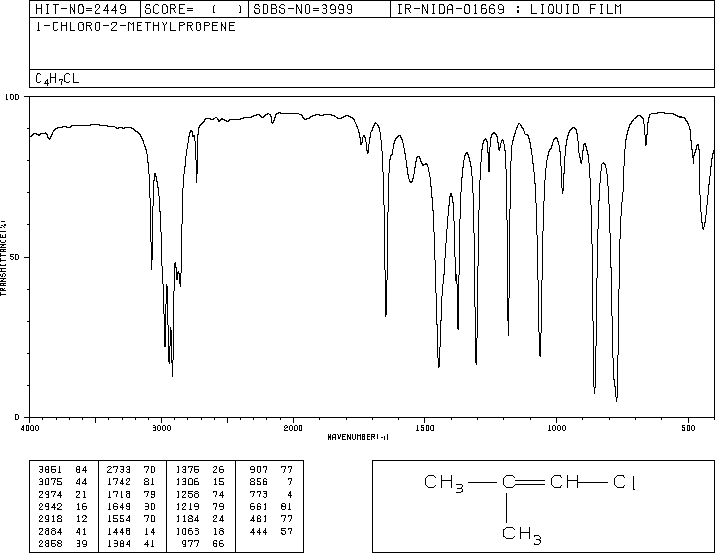 HIT-NO=2449 SCORE= ( ) SDBS-NO=3999 IR-NIDA-01669 : LIQUID FILM
1-CHLORO-2-METHYLPROPENE
C4H7CL
100
50
0
TRANSMITTANCE(%)
4000 3000 2000 1500 1000 500
WAVENUMBER(-1)
3861 84 2733 70 1376 26 907 77
3075 44 1742 81 1306 15 856 7
2974 21 1718 79 1258 74 773 4
2942 16 1649 30 1219 79 661 81
2918 12 1554 70 1184 24 481 77
2884 41 1448 14 1063 18 444 57
2858 39 1384 41 977 66
CH3 C CH Cl
CH3